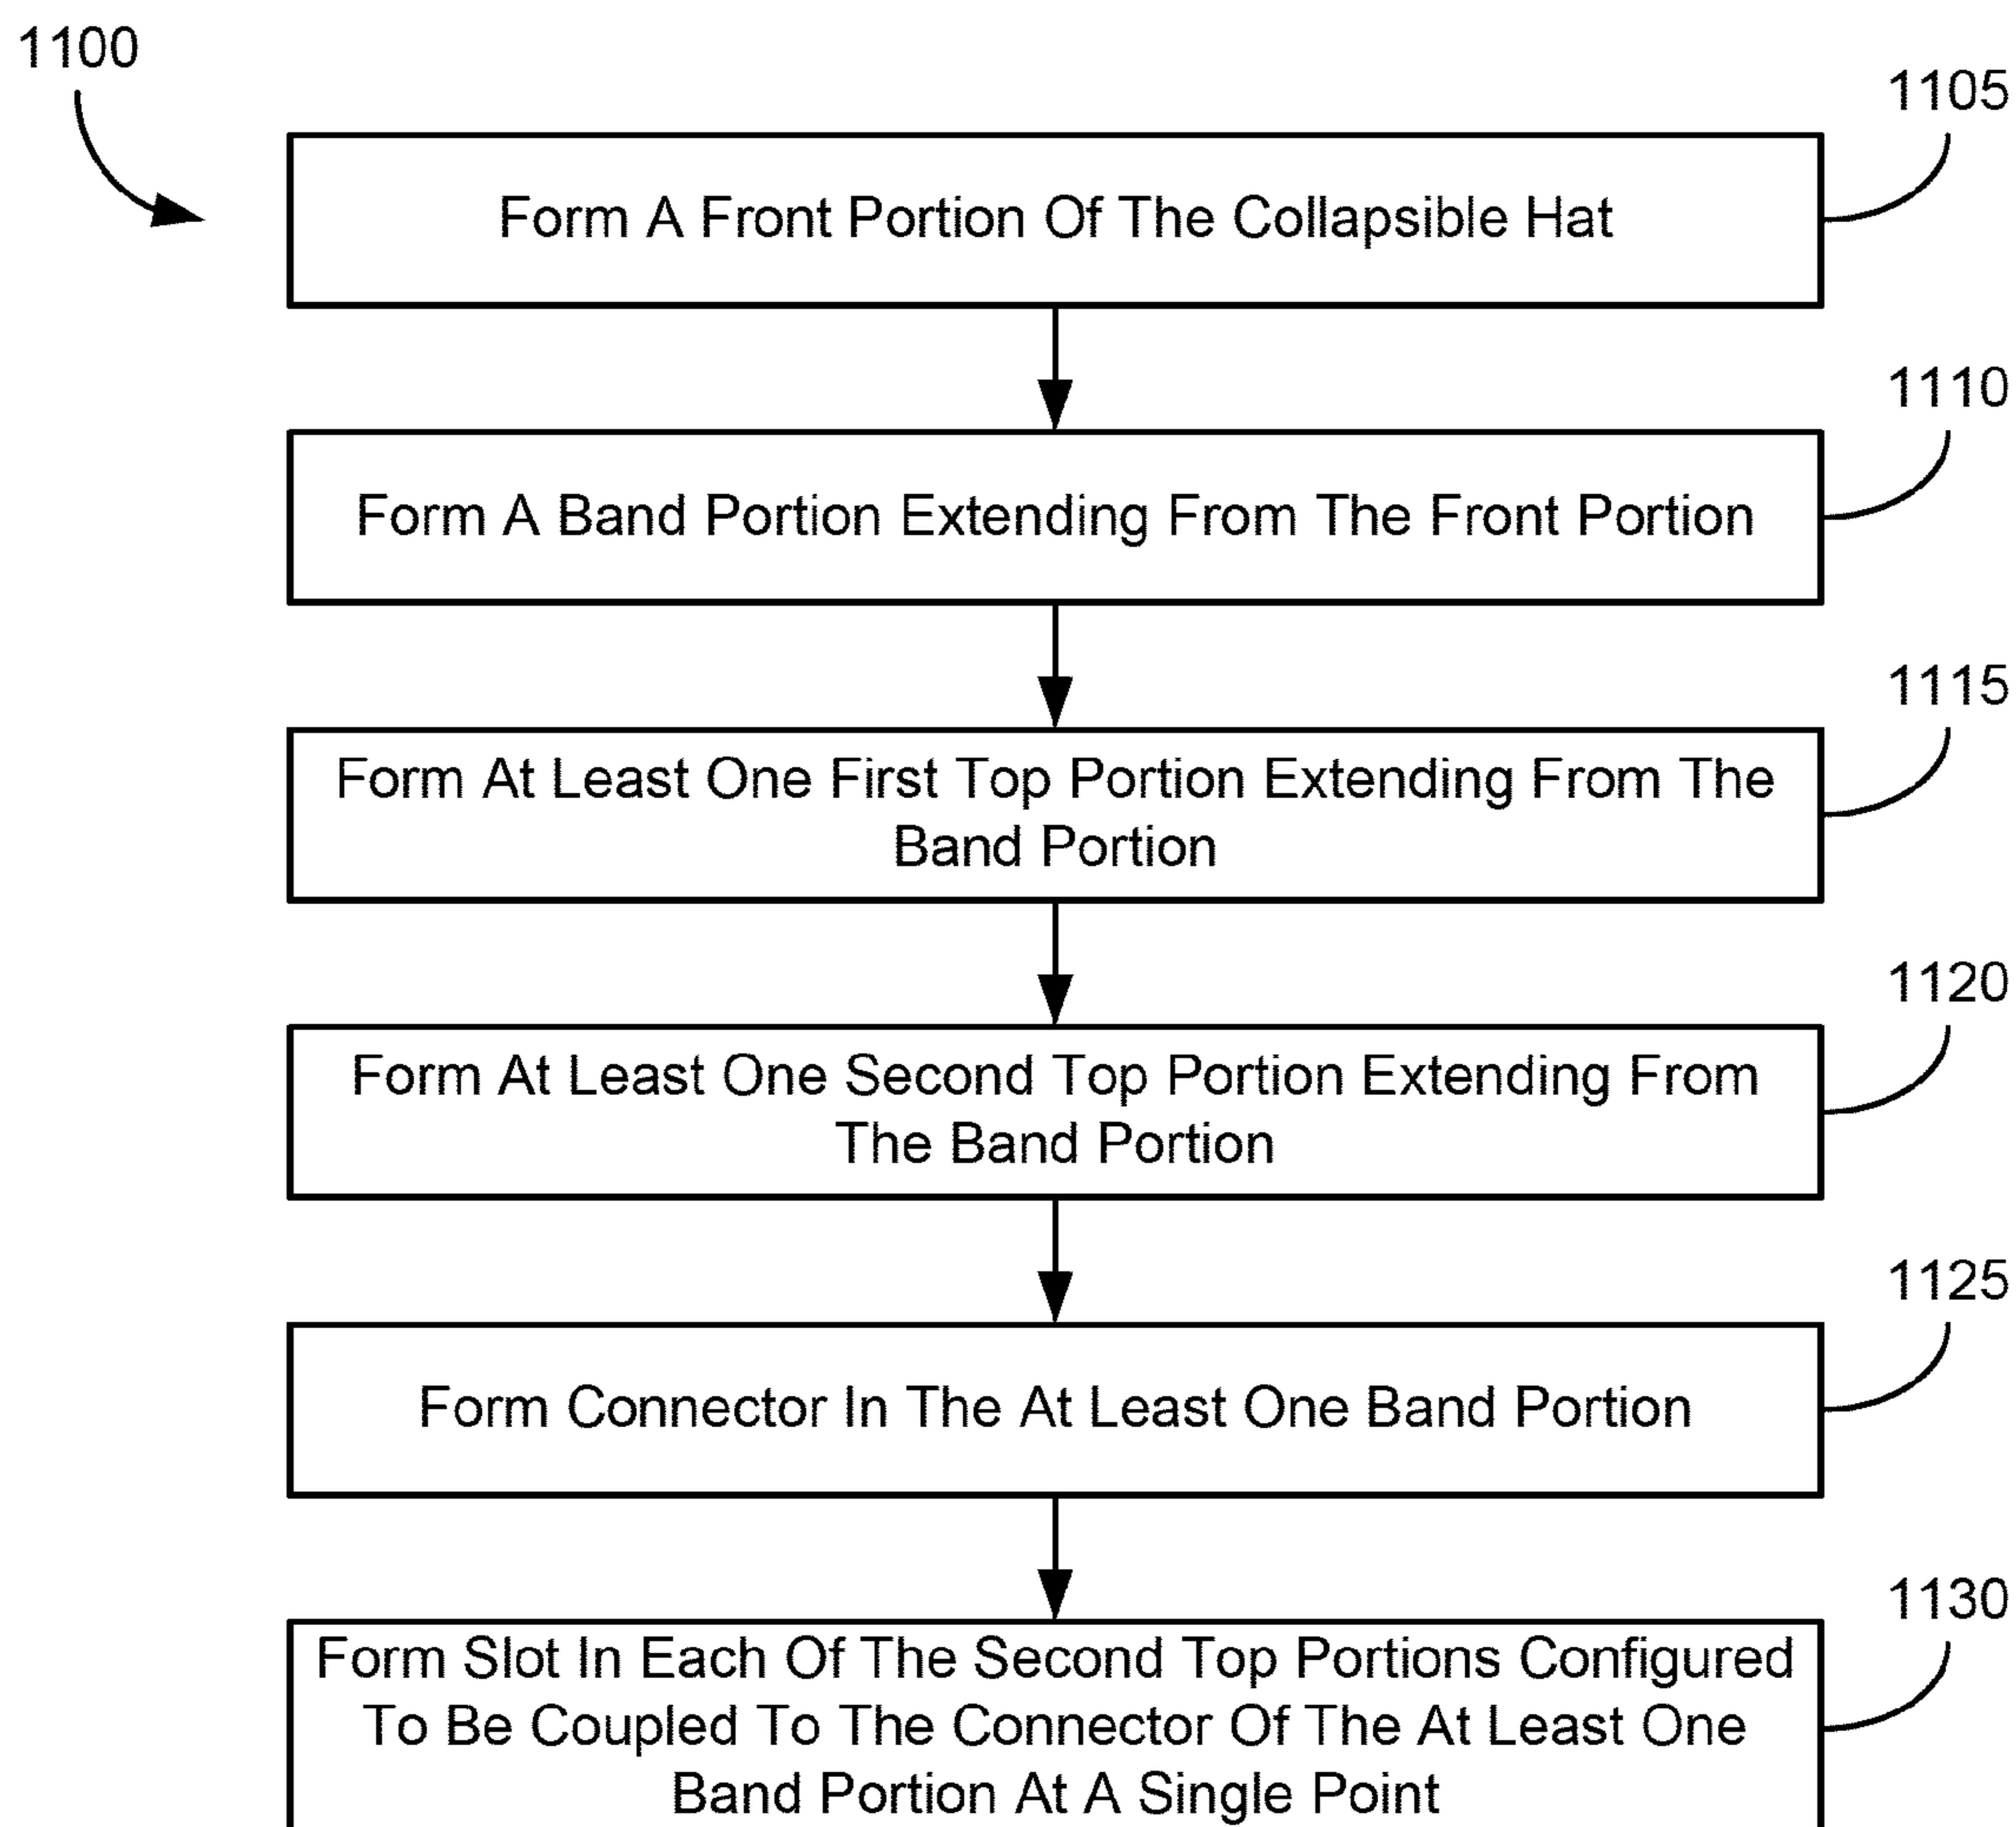 1100
1105
Form A Front Portion Of The Collapsible Hat
1110
Form A Band Portion Extending From The Front Portion
1115
Form At Least One First Top Portion Extending From The
Band Portion
1120
Form At Least One Second Top Portion Extending From
The Band Portion
1125
Form Connector In The At Least One Band Portion
1130
Form Slot In Each Of The Second Top Portions Configured
To Be Coupled To The Connector Of The At Least One
Band Portion At A Single Point